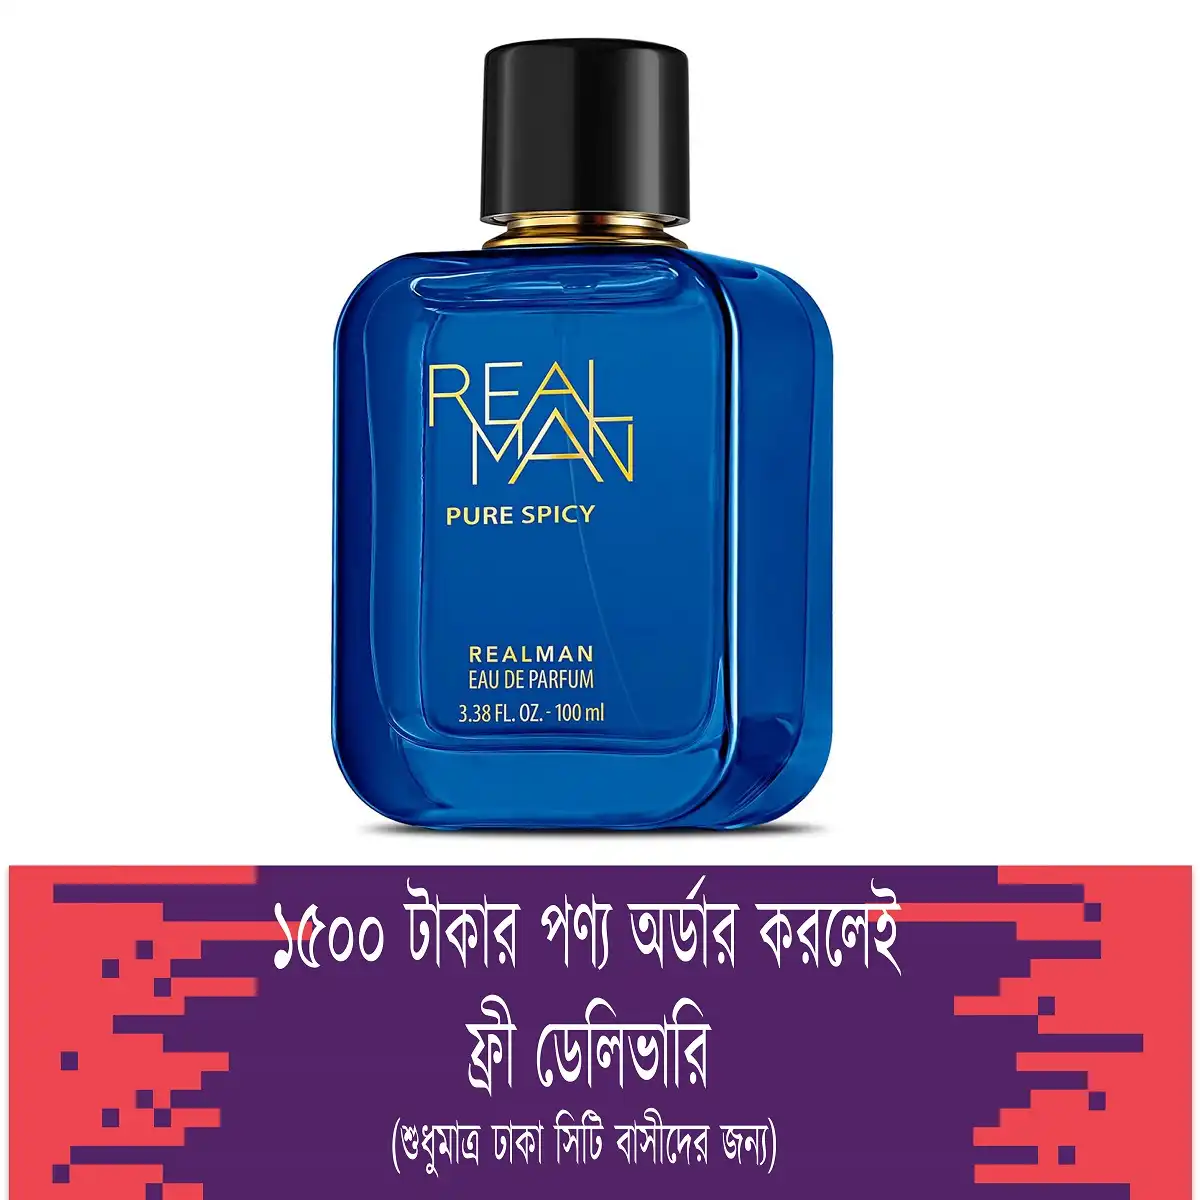 REAL
MAN
PURE SPICY
REALMAN
EAU DE PARFUM
3.38 FL. OZ. - 100 ml
১৫০০ টাকার পণ্য অর্ডার করলেই
ফ্রী ডেলিভারি
(শুধুমাত্র ঢাকা সিটি বাসীদের জন্য)